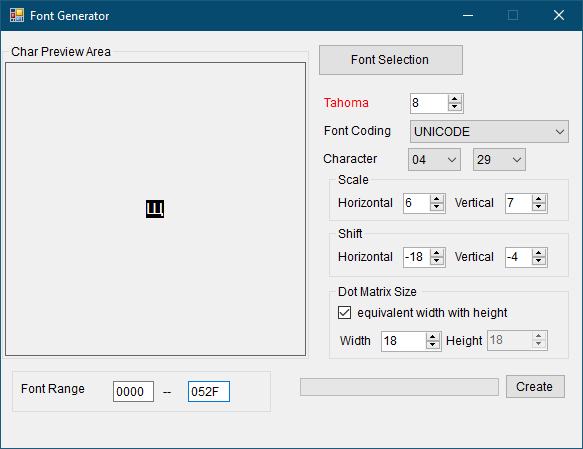 Font Generator
Char Preview Area
Щ
Font Selection
Tahoma 8
Font Coding UNICODE
Character 04 29
Scale
Horizontal 6 Vertical 7
Shift
Horizontal -18 Vertical -4
Dot Matrix Size
equivalent width with height
Width 18 Height 18
Font Range 0000 -- 052F
Create